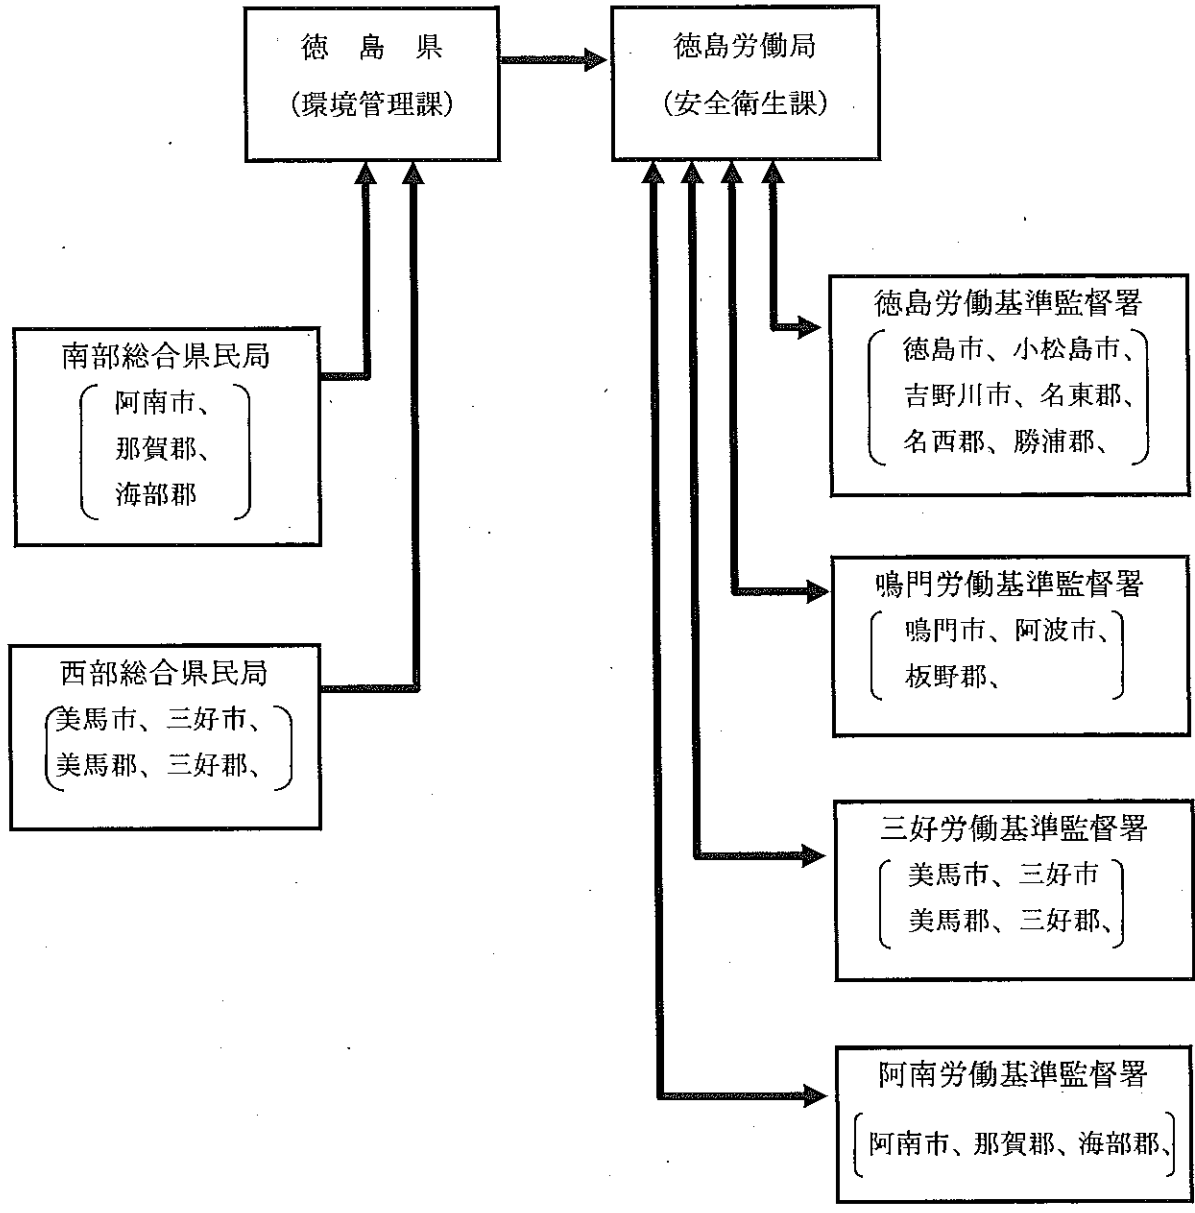 徳島県
(環境管理課)
徳島労働局
(安全衛生課)
南部総合県民局
阿南市、
那賀郡、
海部郡
西部総合県民局
美馬市、三好市、
美馬郡、三好郡、
徳島労働基準監督署
徳島市、小松島市、
吉野川市、名東郡、
名西郡、勝浦郡、
鳴門労働基準監督署
鳴門市、阿波市、
板野郡、
三好労働基準監督署
美馬市、三好市
美馬郡、三好郡、
阿南労働基準監督署
阿南市、那賀郡、海部郡、